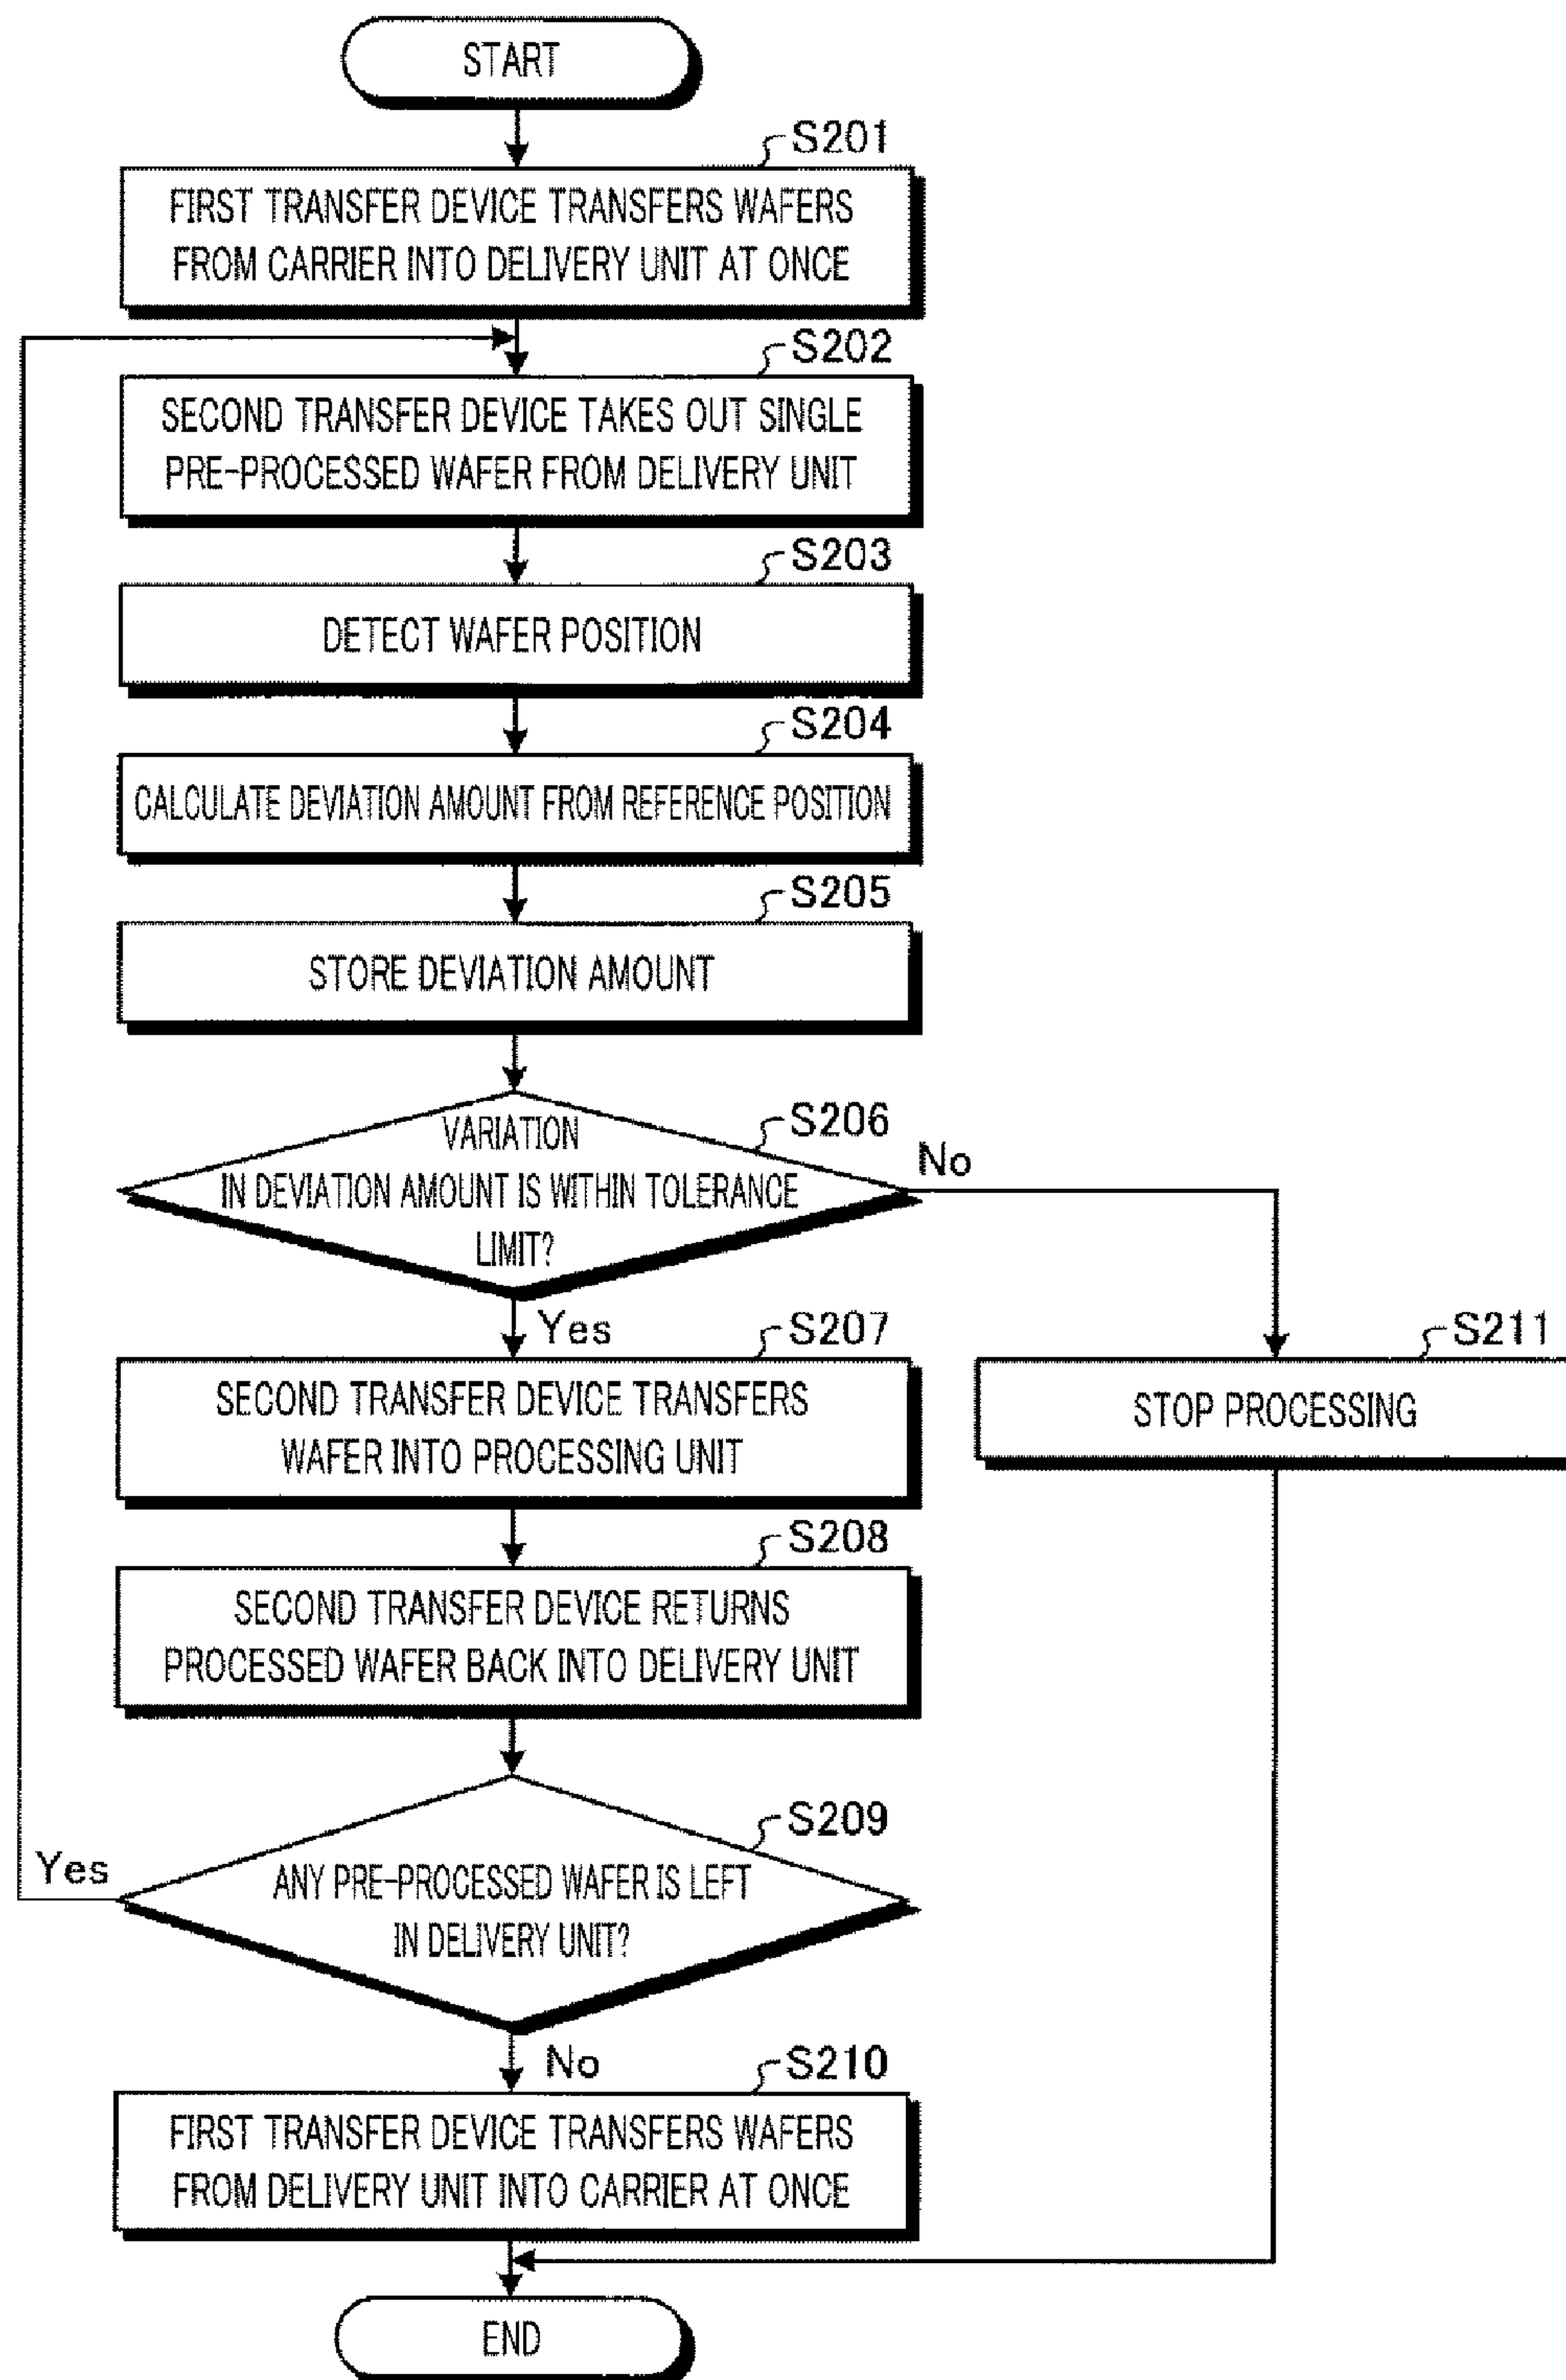 START
S201
FIRST TRANSFER DEVICE TRANSFERS WAFERS
FROM CARRIER INTO DELIVERY UNIT AT ONCE
S202
SECOND TRANSFER DEVICE TAKES OUT SINGLE
PRE-PROCESSED WAFER FROM DELIVERY UNIT
S203
DETECT WAFER POSITION
S204
CALCULATE DEVIATION AMOUNT FROM REFERENCE POSITION
S205
STORE DEVIATION AMOUNT
S206
VARIATION
IN DEVIATION AMOUNT IS WITHIN TOLERANCE
LIMIT?
No
Yes
S207
SECOND TRANSFER DEVICE TRANSFERS
WAFER INTO PROCESSING UNIT
S211
STOP PROCESSING
S208
SECOND TRANSFER DEVICE RETURNS
PROCESSED WAFER BACK INTO DELIVERY UNIT
S209
Yes
ANY PRE-PROCESSED WAFER IS LEFT
IN DELIVERY UNIT?
No
S210
FIRST TRANSFER DEVICE TRANSFERS WAFERS
FROM DELIVERY UNIT INTO CARRIER AT ONCE
END